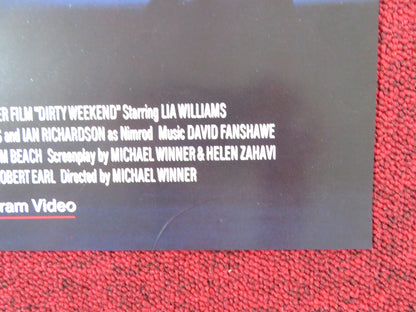 ER FILM "DIRTY WEEKEND" Starring LIA WILLIAMS
S and IAN RICHARDSON as Nimrod Music DAVID FANSHAWE
M BEACH Screenplay by MICHAEL WINNER & HELEN ZAHAVI
OBERT EARL Directed by MICHAEL WINNER
ram Video